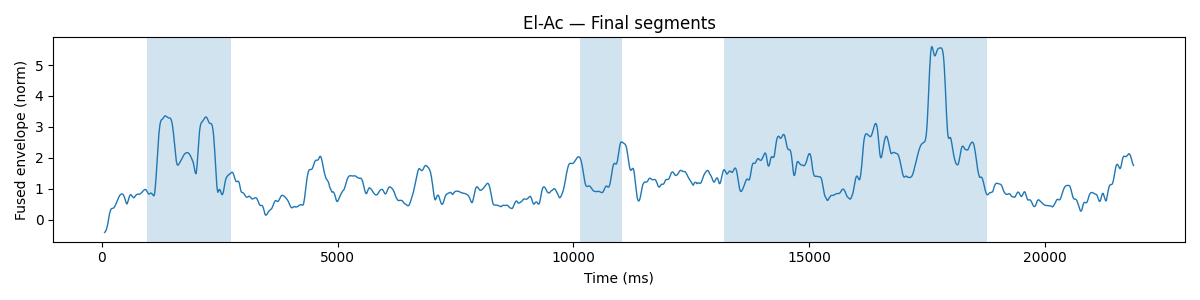 El-Ac — Final segments
Fused envelope (norm)
5
4
3
2
1
0
0 5000 10000 15000 20000
Time (ms)